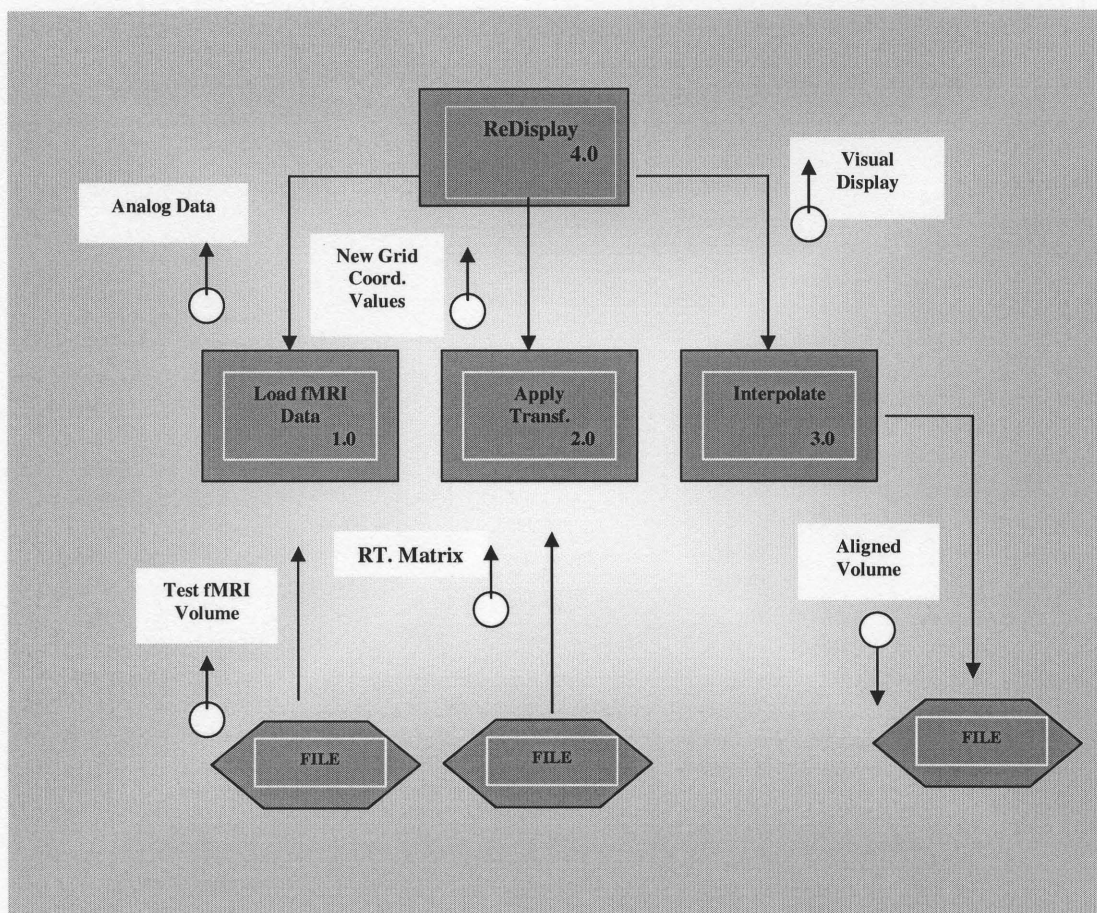 ReDisplay
4.0
Visual
Display
Analog Data
New Grid
Coord.
Values
Load fMRI
Data
1.0
Apply
Transf.
2.0
Interpolate
3.0
RT. Matrix
Aligned
Volume
Test fMRI
Volume
FILE
FILE
FILE